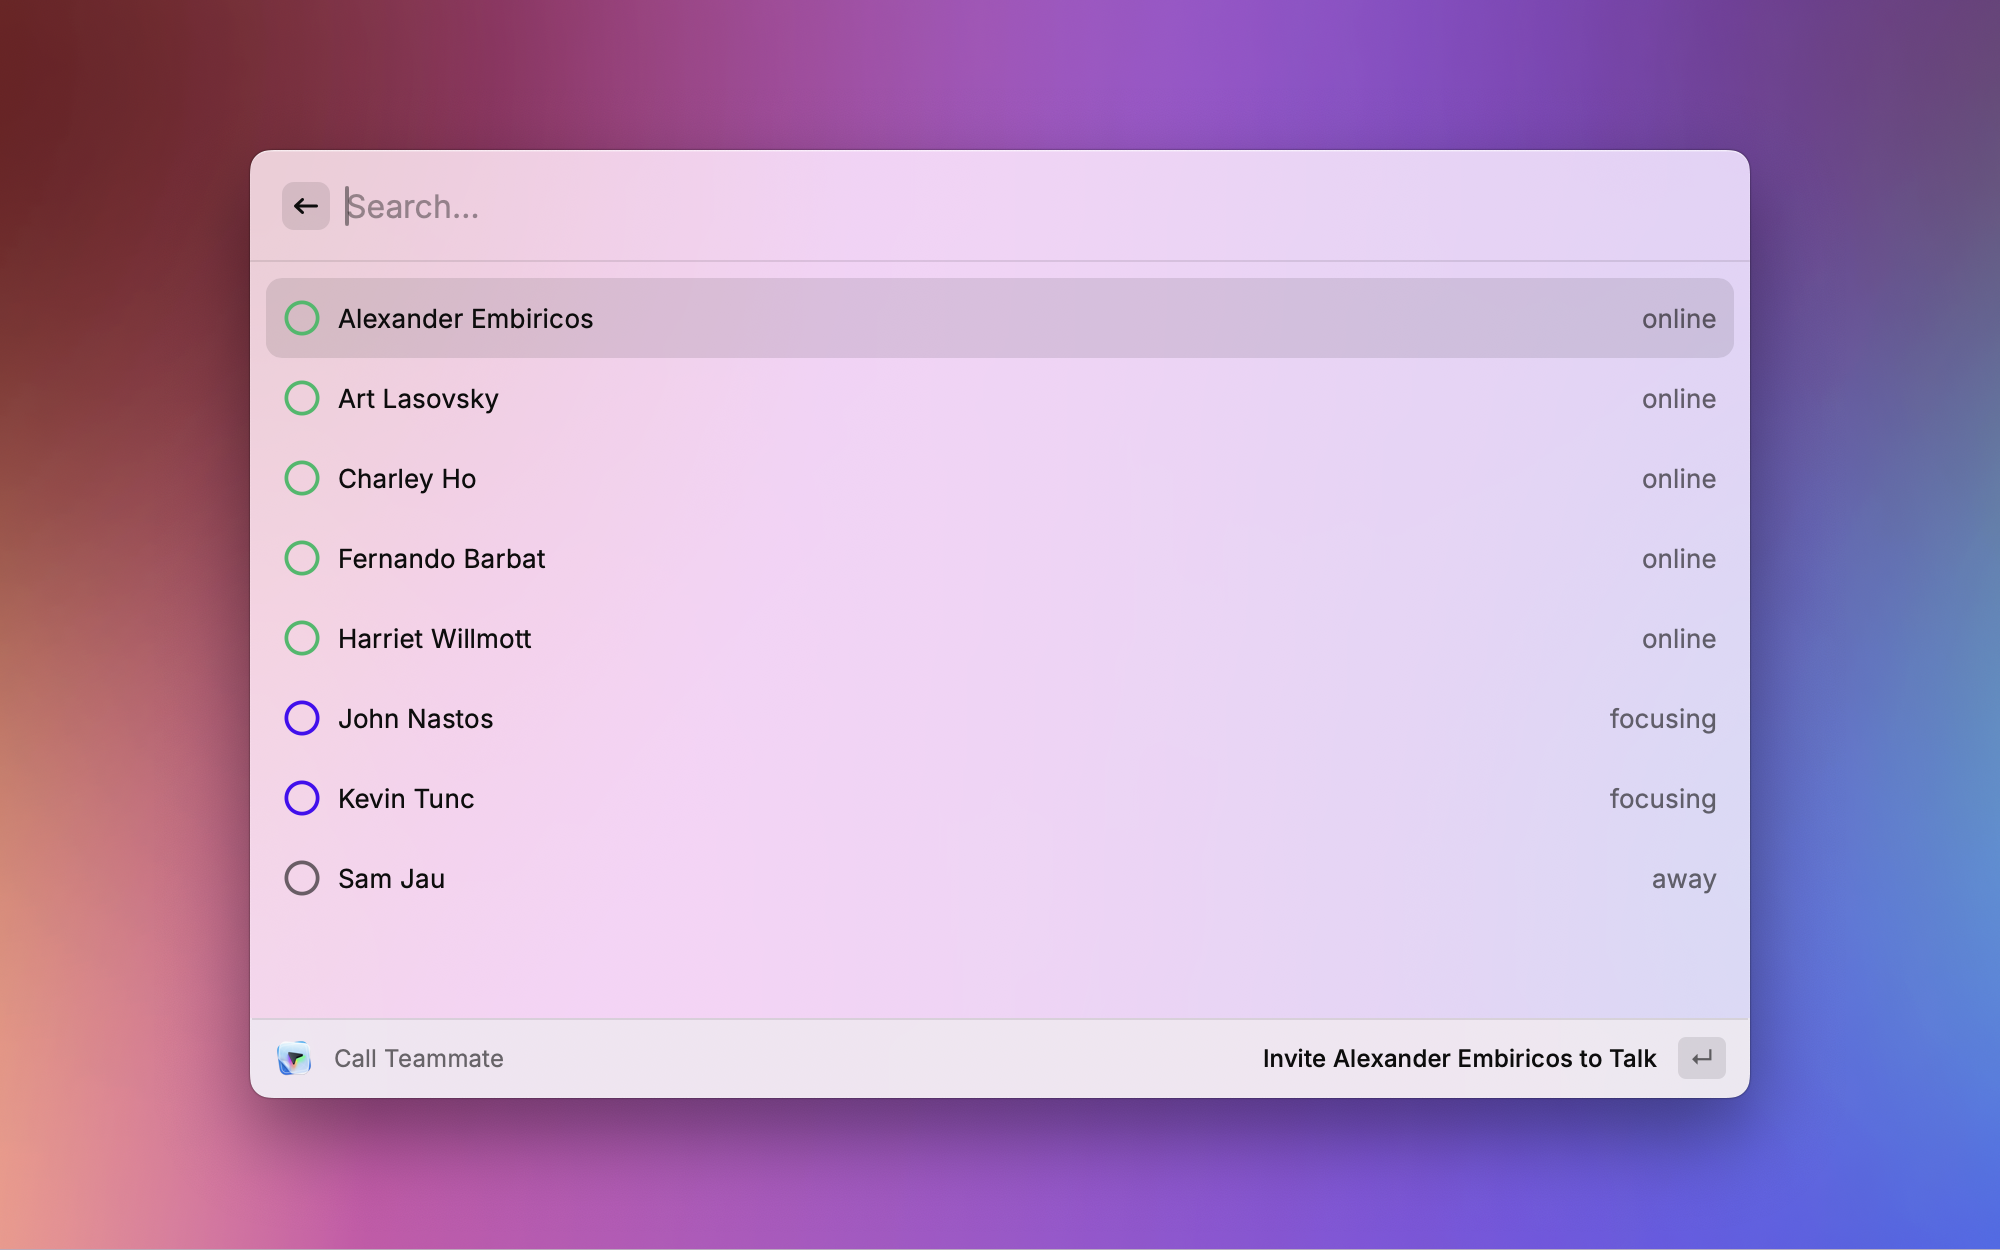 Search...
Alexander Embiricos online
Art Lasovsky online
Charley Ho online
Fernando Barbat online
Harriet Willmott online
John Nastos focusing
Kevin Tunc focusing
Sam Jau away
Call Teammate Invite Alexander Embiricos to Talk